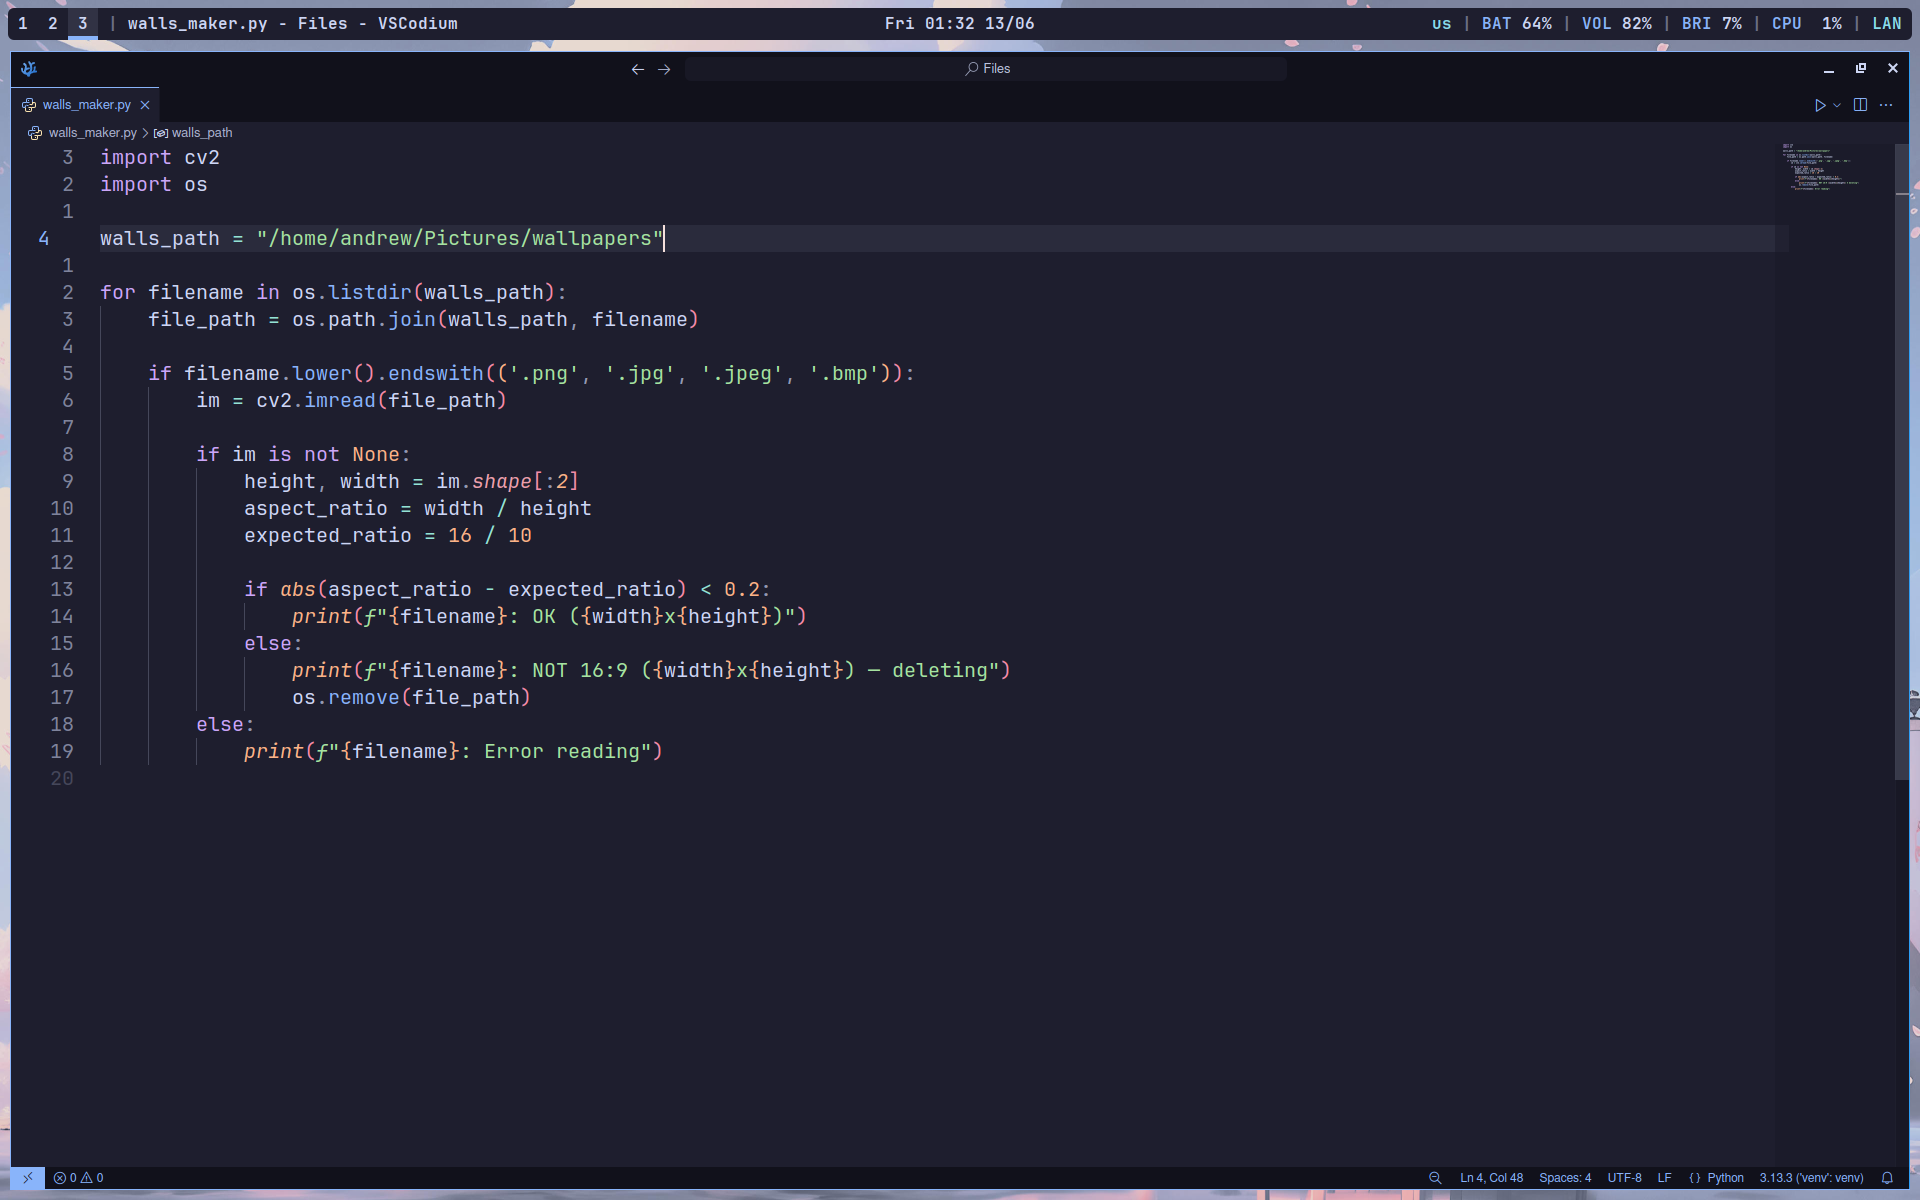 1 2 3 | walls_maker.py - Files - VSCodium Fri 01:32 13/06 us | BAT 64% | VOL 82% | BRI 7% | CPU 1% | LAN
Files
walls_maker.py
walls_maker.py > walls_path
3 import cv2
2 import os
1
4 walls_path = "/home/andrew/Pictures/wallpapers"
1
2 for filename in os.listdir(walls_path):
3     file_path = os.path.join(walls_path, filename)
4
5     if filename.lower().endswith(('.png', '.jpg', '.jpeg', '.bmp')):
6         im = cv2.imread(file_path)
7
8         if im is not None:
9             height, width = im.shape[:2]
10             aspect_ratio = width / height
11             expected_ratio = 16 / 10
12
13             if abs(aspect_ratio - expected_ratio) < 0.2:
14                 print(f"{filename}: OK ({width}x{height})")
15             else:
16                 print(f"{filename}: NOT 16:9 ({width}x{height}) — deleting")
17                 os.remove(file_path)
18         else:
19             print(f"{filename}: Error reading")
20
0 0 Ln 4, Col 48 Spaces: 4 UTF-8 LF {} Python 3.13.3 ('venv': venv)